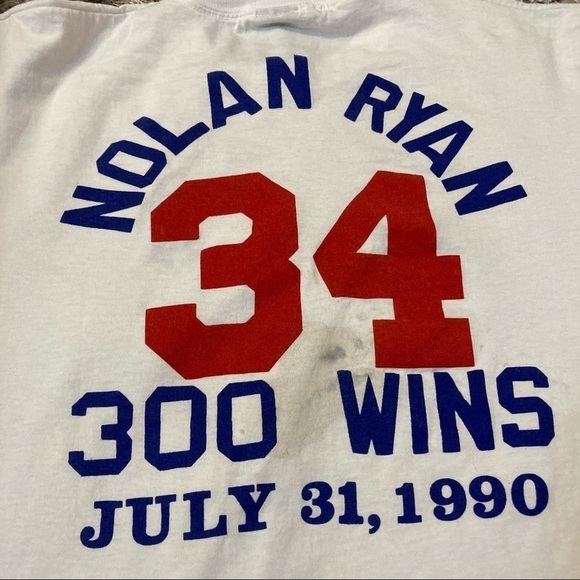 NOLAN RYAN
34
300 WINS
JULY 31, 1990